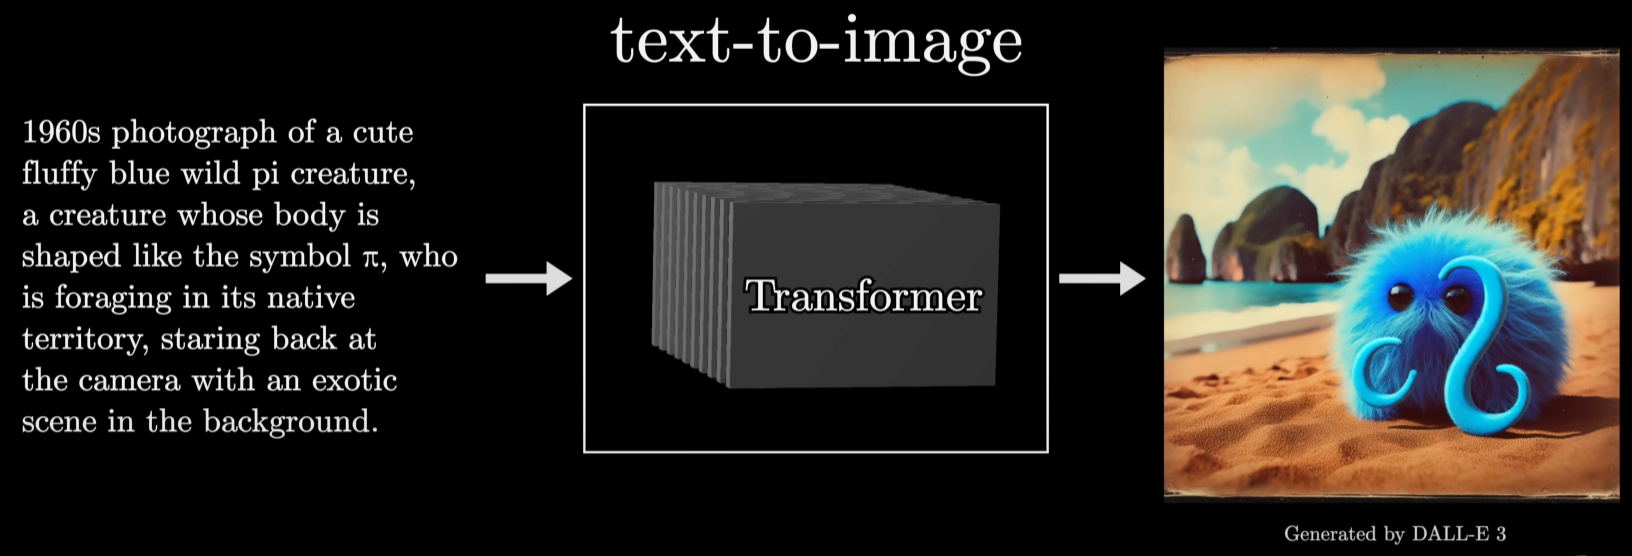 text-to-image
1960s photograph of a cute
fluffy blue wild pi creature,
a creature whose body is
shaped like the symbol π, who
is foraging in its native
territory, staring back at
the camera with an exotic
scene in the background.
Transformer
Generated by DALL-E 3